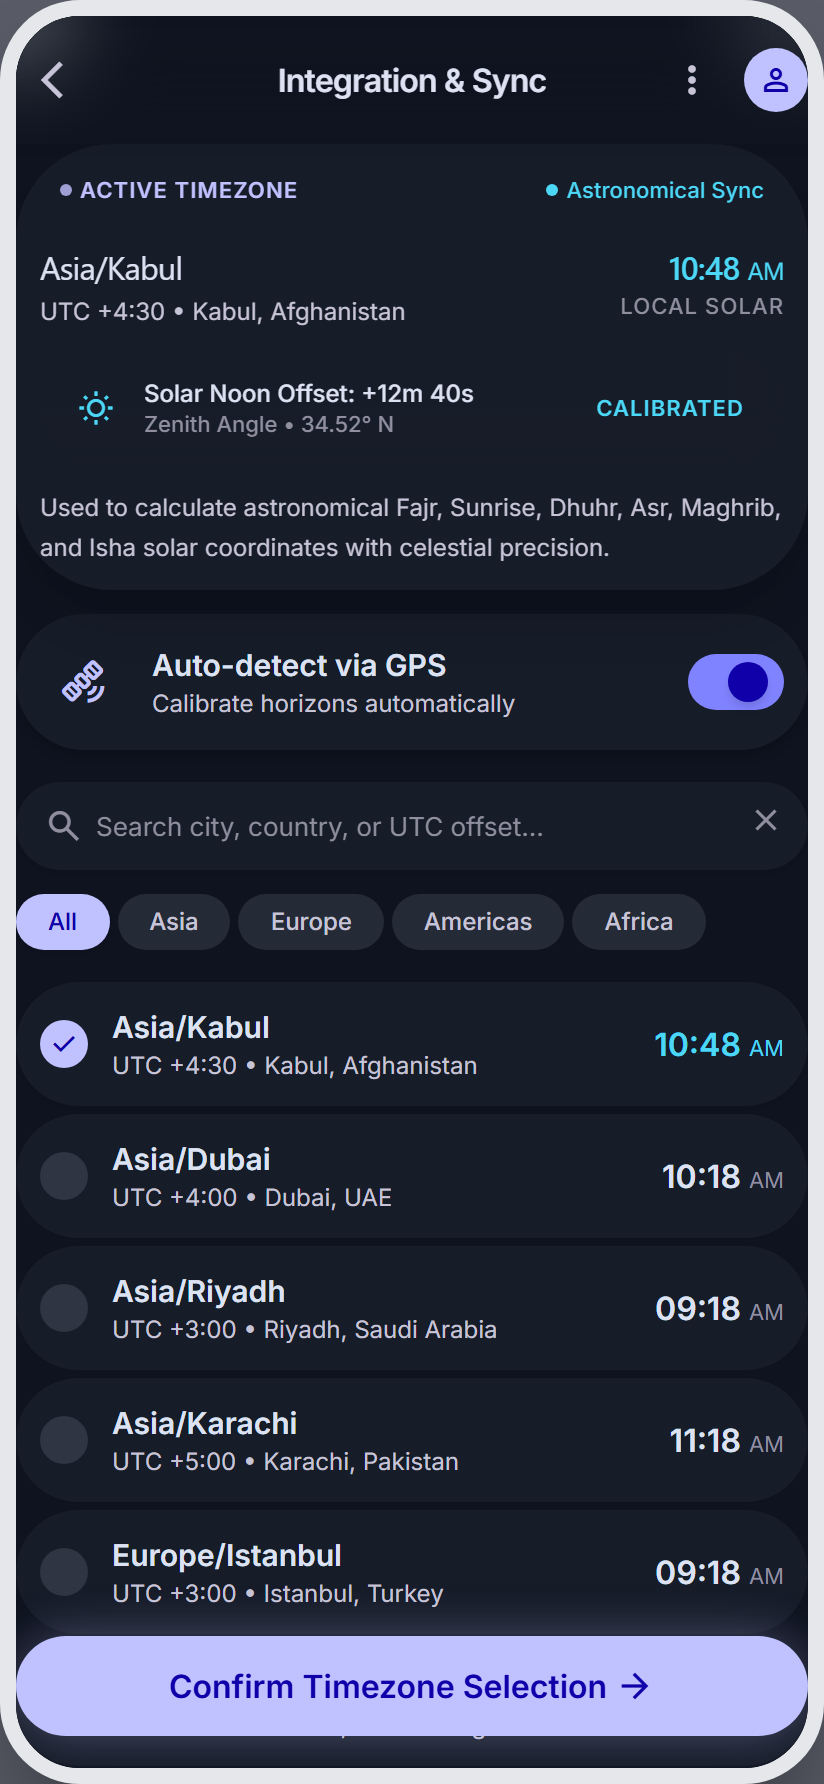 Integration & Sync
ACTIVE TIMEZONE
Astronomical Sync
Asia/Kabul
10:48 AM
UTC +4:30 • Kabul, Afghanistan
LOCAL SOLAR
Solar Noon Offset: +12m 40s
Zenith Angle • 34.52° N
CALIBRATED
Used to calculate astronomical Fajr, Sunrise, Dhuhr, Asr, Maghrib,
and Isha solar coordinates with celestial precision.
Auto-detect via GPS
Calibrate horizons automatically
Search city, country, or UTC offset...
All
Asia
Europe
Americas
Africa
Asia/Kabul
UTC +4:30 • Kabul, Afghanistan
10:48 AM
Asia/Dubai
UTC +4:00 • Dubai, UAE
10:18 AM
Asia/Riyadh
UTC +3:00 • Riyadh, Saudi Arabia
09:18 AM
Asia/Karachi
UTC +5:00 • Karachi, Pakistan
11:18 AM
Europe/Istanbul
UTC +3:00 • Istanbul, Turkey
09:18 AM
Confirm Timezone Selection →